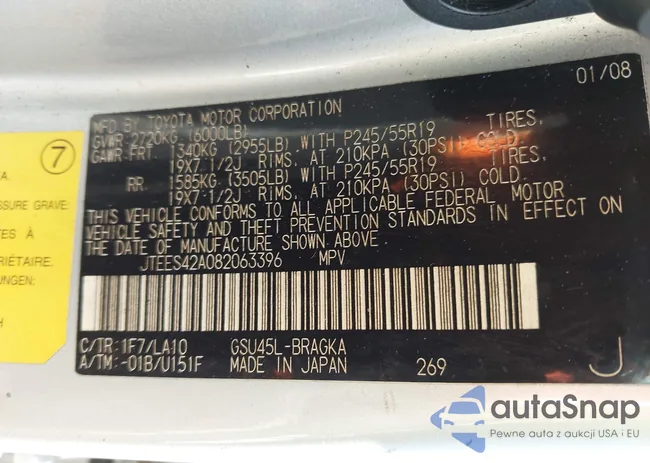 01/08
MFD BY TOYOTA MOTOR CORPORATION
GVWR 2720KG (6000LB)
GAWR FRT 1340KG (2955LB) WITH P245/55R19 TIRES,
19X7 1/2J RIMS, AT 210KPA (30PSI) COLD.
RR 1585KG (3505LB) WITH P245/55R19 TIRES,
19X7 1/2J RIMS, AT 210KPA (30PSI) COLD.
THIS VEHICLE CONFORMS TO ALL APPLICABLE FEDERAL MOTOR
VEHICLE SAFETY AND THEFT PREVENTION STANDARDS IN EFFECT ON
THE DATE OF MANUFACTURE SHOWN ABOVE
JTEES42A082063396 MPV
C/TR: 1F7/LA10 GSU45L-BRAGKA
A/TM: -01B/U151F MADE IN JAPAN 269 J
7
SSURE GRAVE:
TES À
RIÉTAIRE.
UNGEN:
autaSnap
Pewne auta z aukcji USA i EU